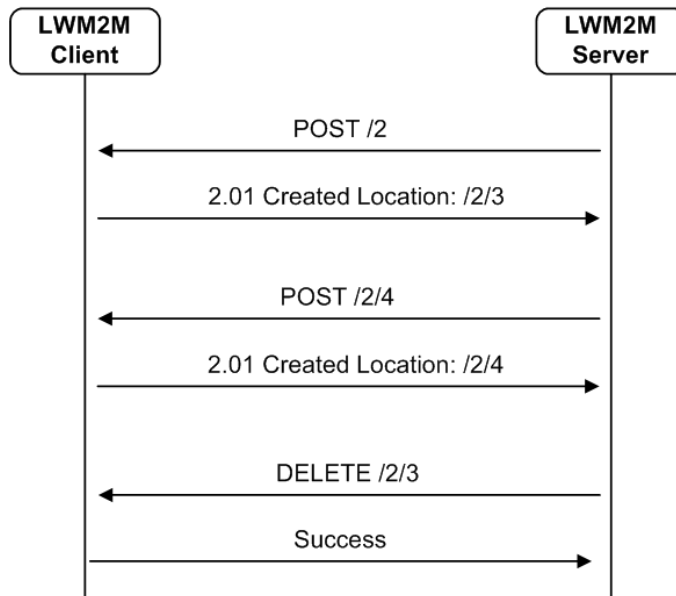 LWM2M
Client
LWM2M
Server
POST /2
2.01 Created Location: /2/3
POST /2/4
2.01 Created Location: /2/4
DELETE /2/3
Success